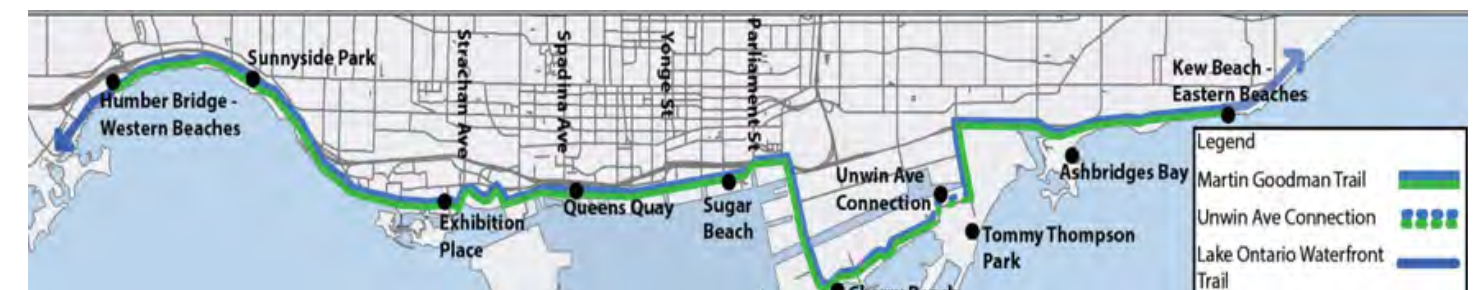 Sunnyside Park
Humber Bridge -
Western Beaches
Strachan Ave
Spadina Ave
Yonge St
Parliament St
Exhibition
Place
Queens Quay
Sugar
Beach
Unwin Ave
Connection
Tommy Thompson
Park
Ashbridges Bay
Kew Beach -
Eastern Beaches
Legend
Martin Goodman Trail
Unwin Ave Connection
Lake Ontario Waterfront
Trail